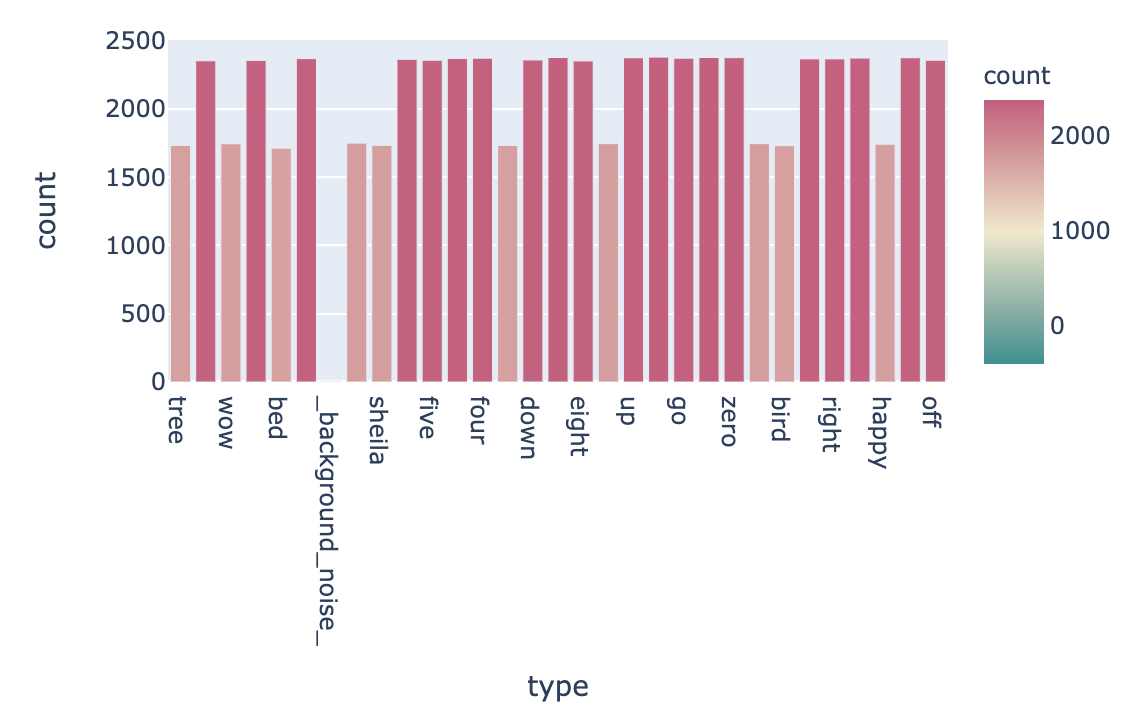 2500
2000
1500
1000
500
0
count
tree
wow
bed
__background_noise_
sheila
five
four
down
eight
up
go
zero
bird
right
happy
off
type
count
2000
1000
0